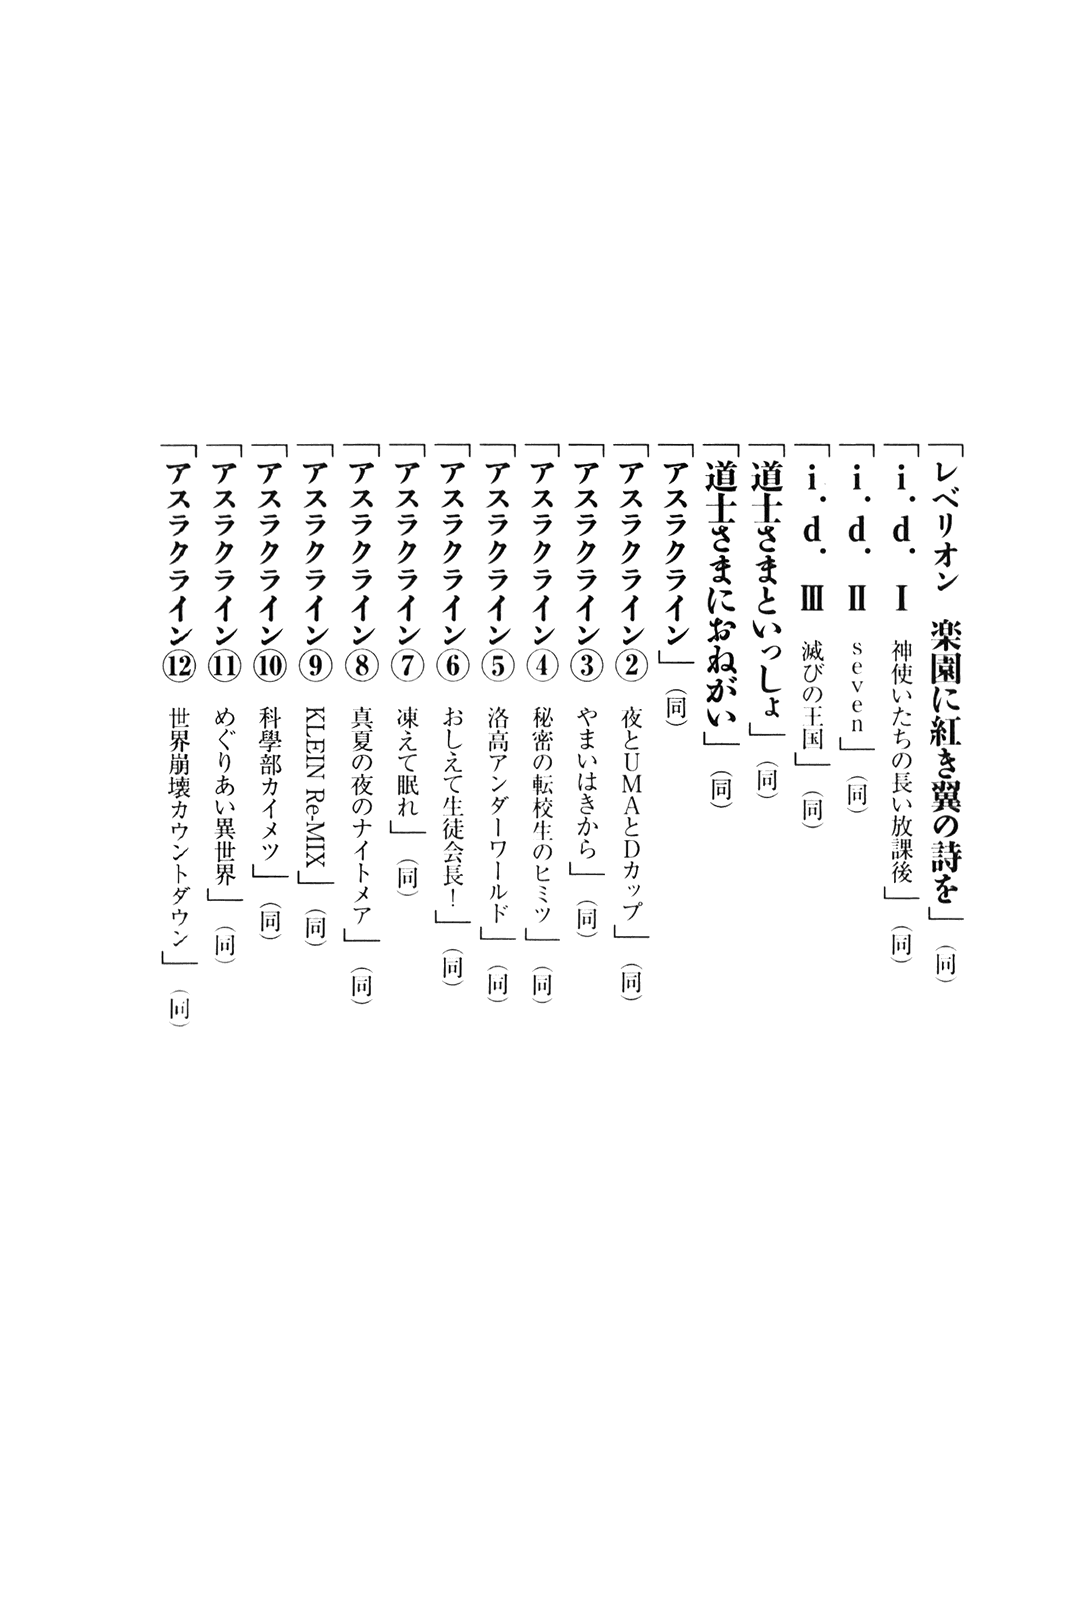 「レベリオン 楽園に紅き翼の詩を」(同)
「i.d. Ⅰ 神使いたちの長い放課後」(同)
「i.d. Ⅱ seven」(同)
「i.d. Ⅲ 滅びの王国」(同)
「道士さまといっしょ」(同)
「道士さまにおねがい」(同)
「アスラクライン」(同)
「アスラクライン② 夜とUMAとDカップ」(同)
「アスラクライン③ やまいはきから」(同)
「アスラクライン④ 秘密の転校生のヒミツ」(同)
「アスラクライン⑤ 洛高アンダーワールド」(同)
「アスラクライン⑥ おしえて生徒会長！」(同)
「アスラクライン⑦ 凍えて眠れ」(同)
「アスラクライン⑧ 真夏の夜のナイトメア」(同)
「アスラクライン⑨ KLEIN Re-MIX」(同)
「アスラクライン⑩ 科學部カイメツ」(同)
「アスラクライン⑪ めぐりあい異世界」(同)
「アスラクライン⑫ 世界崩壊カウントダウン」(同)